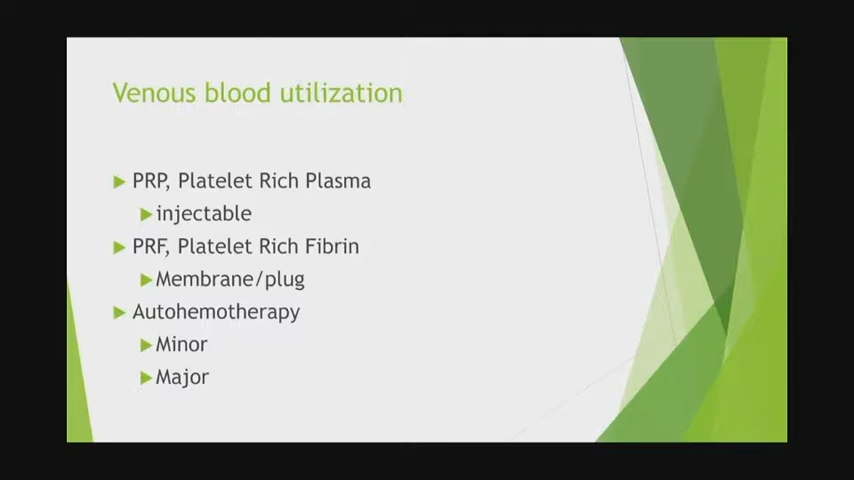 Venous blood utilization
PRP, Platelet Rich Plasma
injectable
PRF, Platelet Rich Fibrin
Membrane/plug
Autohemotherapy
Minor
Major